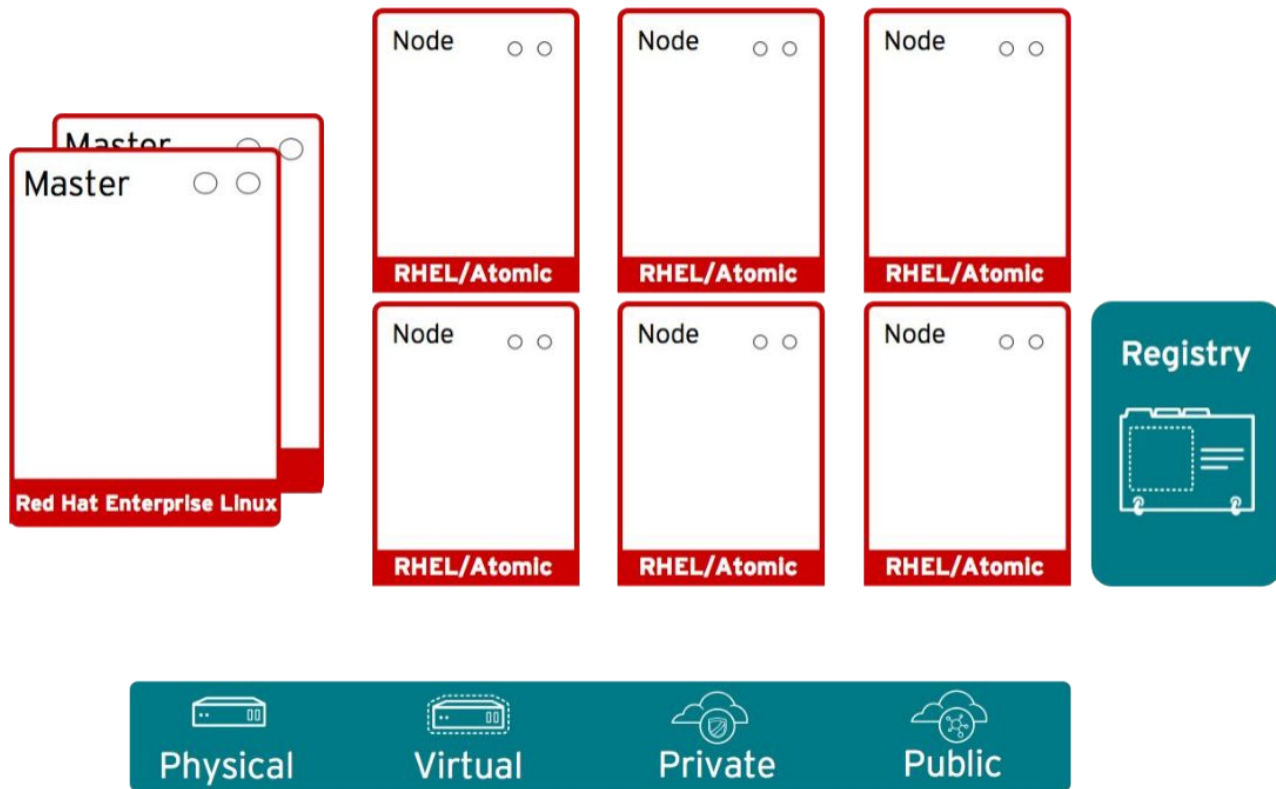 Master
Master
Red Hat Enterprise Linux
Node
Node
Node
RHEL/Atomic
RHEL/Atomic
RHEL/Atomic
Node
Node
Node
RHEL/Atomic
RHEL/Atomic
RHEL/Atomic
Registry
Physical
Virtual
Private
Public